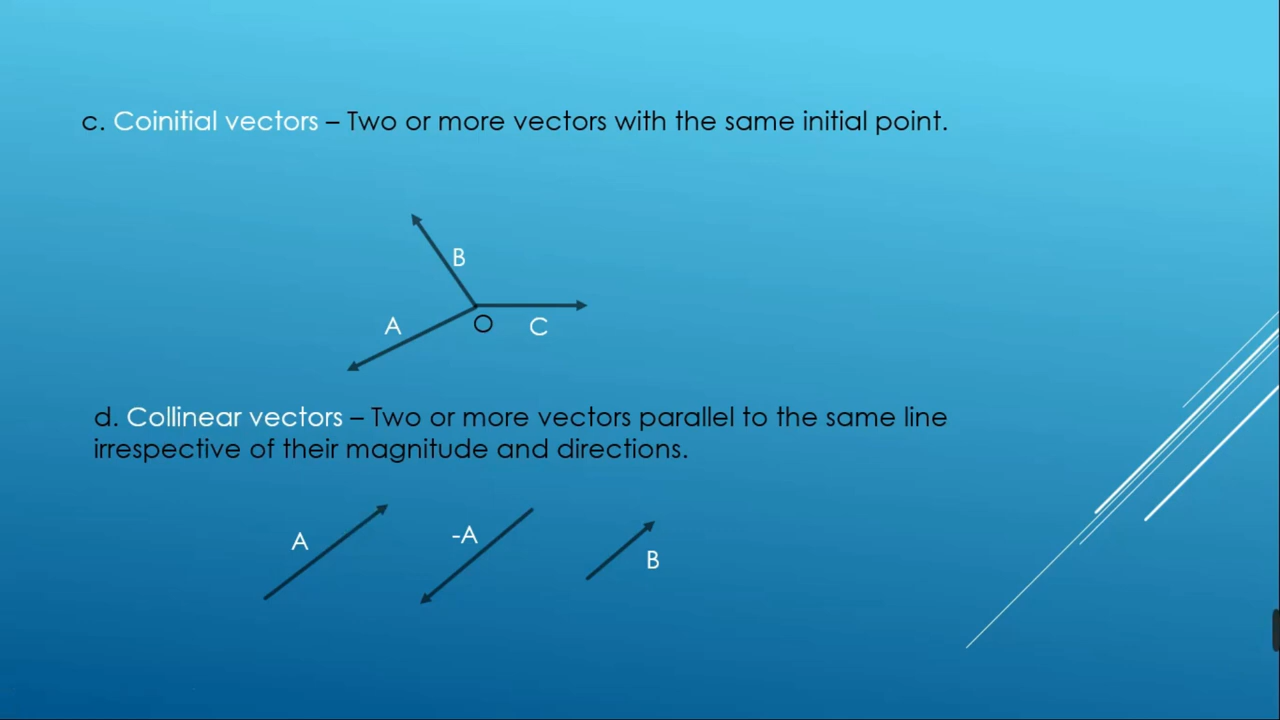 c. Coinitial vectors – Two or more vectors with the same initial point.
B
A
O
C
d. Collinear vectors – Two or more vectors parallel to the same line
irrespective of their magnitude and directions.
A
-A
B